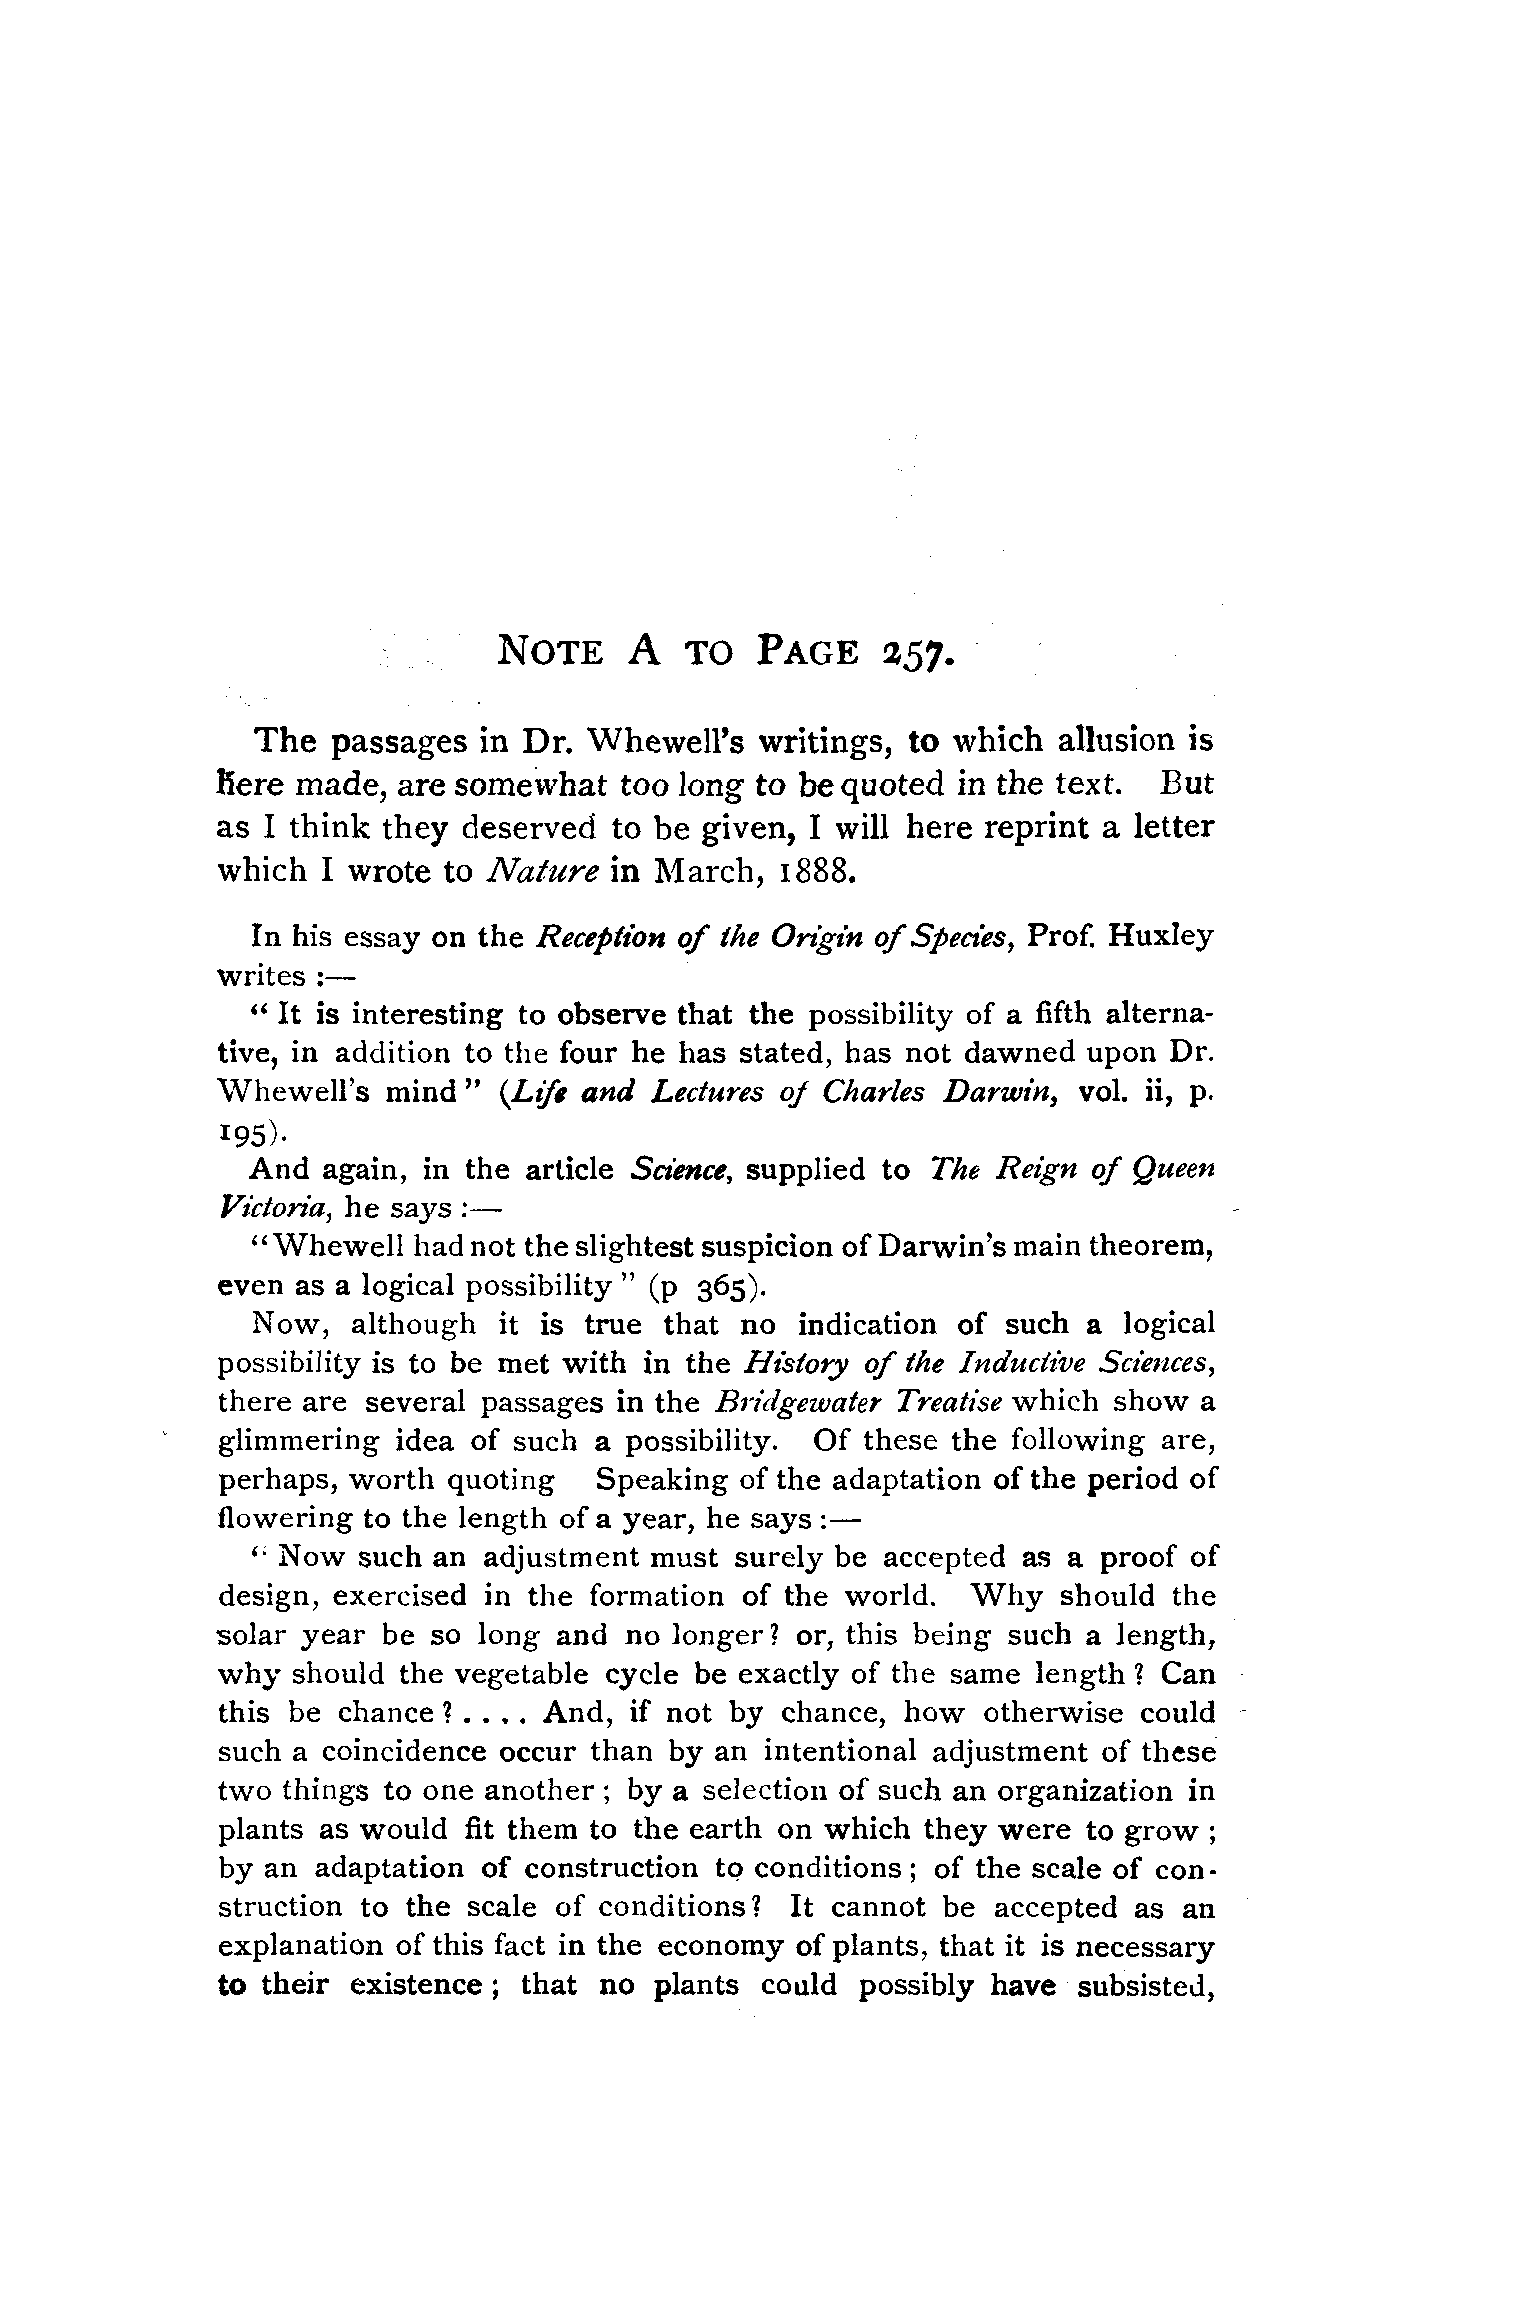 NOTE A TO PAGE 257.
The passages in Dr. Whewell's writings, to which allusion is
here made, are somewhat too long to be quoted in the text. But
as I think they deserved to be given, I will here reprint a letter
which I wrote to Nature in March, 1888.
In his essay on the Reception of the Origin of Species, Prof. Huxley
writes :—
“ It is interesting to observe that the possibility of a fifth alterna-
tive, in addition to the four he has stated, has not dawned upon Dr.
Whewell's mind ” (Life and Lectures of Charles Darwin, vol. ii, p.
195).
And again, in the article Science, supplied to The Reign of Queen
Victoria, he says :—
“Whewell had not the slightest suspicion of Darwin's main theorem,
even as a logical possibility ” (p 365).
Now, although it is true that no indication of such a logical
possibility is to be met with in the History of the Inductive Sciences,
there are several passages in the Bridgewater Treatise which show a
glimmering idea of such a possibility. Of these the following are,
perhaps, worth quoting Speaking of the adaptation of the period of
flowering to the length of a year, he says :—
“ Now such an adjustment must surely be accepted as a proof of
design, exercised in the formation of the world. Why should the
solar year be so long and no longer? or, this being such a length,
why should the vegetable cycle be exactly of the same length ? Can
this be chance ? . . . . And, if not by chance, how otherwise could
such a coincidence occur than by an intentional adjustment of these
two things to one another ; by a selection of such an organization in
plants as would fit them to the earth on which they were to grow ;
by an adaptation of construction to conditions ; of the scale of con-
struction to the scale of conditions? It cannot be accepted as an
explanation of this fact in the economy of plants, that it is necessary
to their existence ; that no plants could possibly have subsisted,